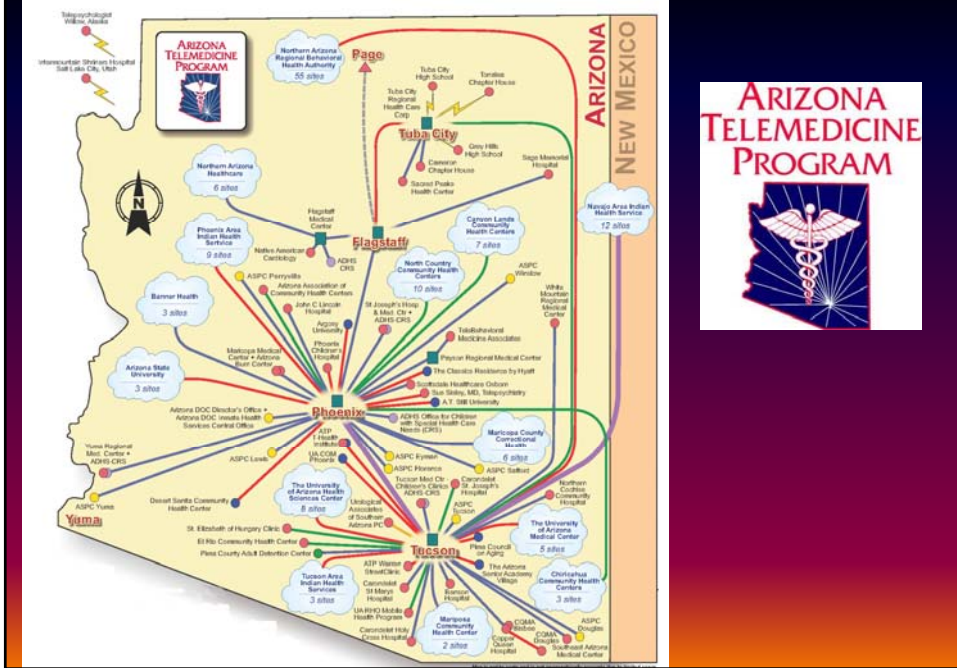 Telepsychologist
Willow, Alaska
Intermountain Shriners Hospital
Salt Lake City, Utah
ARIZONA
TELEMEDICINE
PROGRAM
Northern Arizona
Regional Behavioral
Health Authority
55 sites
Page
Tuba City
High School
Tonalea
Chapter House
Tuba City
Regional
Health Care
Corp
Tuba City
Grey Hills
High School
Cameron
Chapter House
Sacred Peaks
Health Center
Sage Memorial
Hospital
ARIZONA
NEW MEXICO
Northern Arizona
Healthcare
6 sites
N
Flagstaff
Medical
Center
Flagstaff
Native American
Cardiology
ADHS
CRS
Canyon Lands
Community
Health Centers
7 sites
Navajo Area Indian
Health Service
12 sites
Phoenix Area
Indian Health
Service
9 sites
North Country
Community Health
Centers
10 sites
ASPC
Winslow
ASPC Perryville
Arizona Association of
Community Health Centers
John C Lincoln
Hospital
White
Mountain
Regional
Medical
Center
Banner Health
3 sites
Argosy
University
St Joseph's Hosp
& Med. Ctr •
ADHS-CRS
TeleBehavioral
Medicine Associates
Phoenix
Children's
Hospital
Maricopa Medical
Center • Arizona
Burn Center
Payson Regional Medical Center
The Classics Residence by Hyatt
Arizona State
University
3 sites
Scottsdale Healthcare Osborn
Sue Sisley, MD, Telepsychiatry
A.T. Still University
Phoenix
Arizona DOC Director's Office •
Arizona DOC Inmate Health
Services Central Office
ADHS Office for Children
with Special Health Care
Needs (CRS)
Maricopa County
Correctional
Health
6 sites
ATP
T-Health
Institute
UA COM
Phoenix
Yuma Regional
Med. Center •
ADHS-CRS
ASPC Lewis
ASPC Eyman
ASPC Florence
ASPC Safford
ASPC Yuma
Yuma
Desert Senita Community
Health Center
The University
of Arizona Health
Sciences Center
8 sites
Tucson Med Ctr -
Children's Clinics
ADHS-CRS
Carondelet
St. Joseph's
Hospital
Northern
Cochise
Community
Hospital
Urological
Associates
of Southern
Arizona PC
ASPC
Tucson
St. Elizabeth of Hungary Clinic
El Rio Community Health Center
Pima County Adult Detention Center
Tucson
The University
of Arizona
Medical Center
5 sites
Pima Council
on Aging
The Arizona
Senior Academy
Village
Tucson Area
Indian Health
Services
3 sites
ATP Warren
Street Clinic
Carondelet
St Marys
Hospital
Benson
Hospital
Chiricahua
Community
Health Centers
3 sites
UA RHO Mobile
Health Program
Carondelet Holy
Cross Hospital
Mariposa
Community
Health Center
2 sites
CQMA
Bisbee
Copper
Queen
Hospital
CQMA
Douglas
ASPC
Douglas
Southeast Arizona
Medical Center
ARIZONA
TELEMEDICINE
PROGRAM